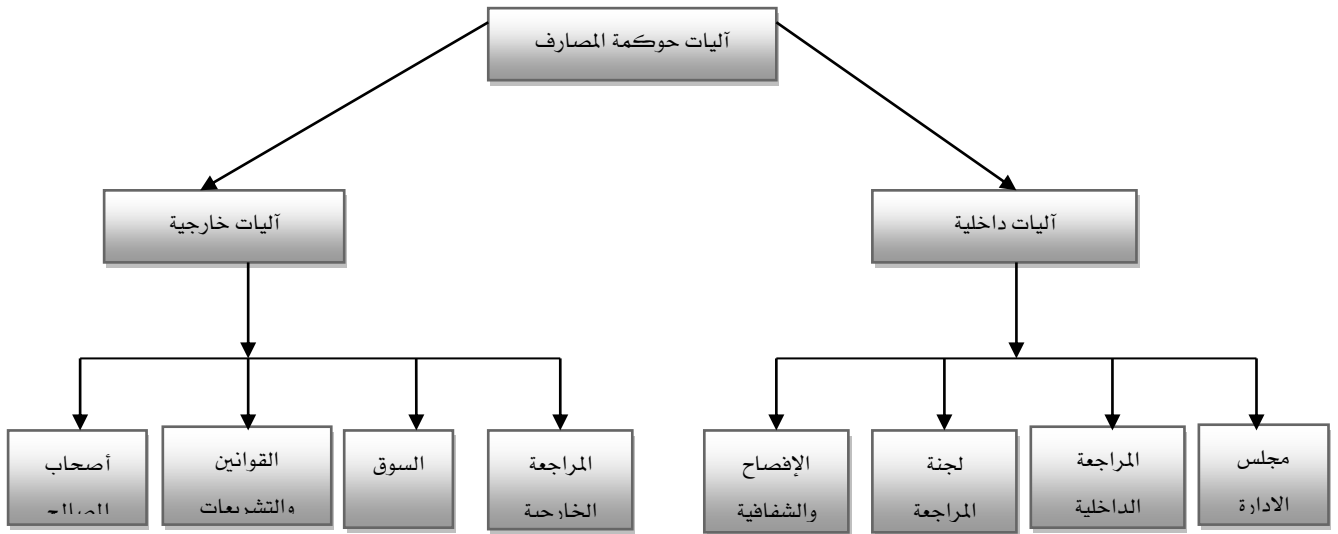 آليات حوكمة المصارف
آليات داخلية
آليات خارجية
مجلس
الادارة
المراجعة
الداخلية
لجنة
المراجعة
الإفصاح
والشفافية
المراجعة
الخارجية
السوق
القوانين
والتشريعات
أصحاب
المصالح